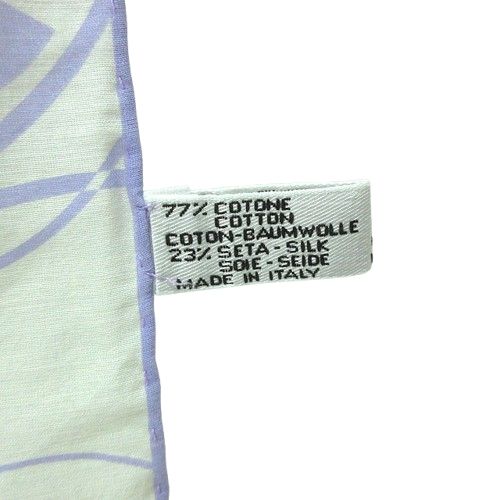 77% COTONE
COTTON
COTON-BAUMWOLLE
23% SETA-SILK
SOIE-SEIDE
MADE IN ITALY